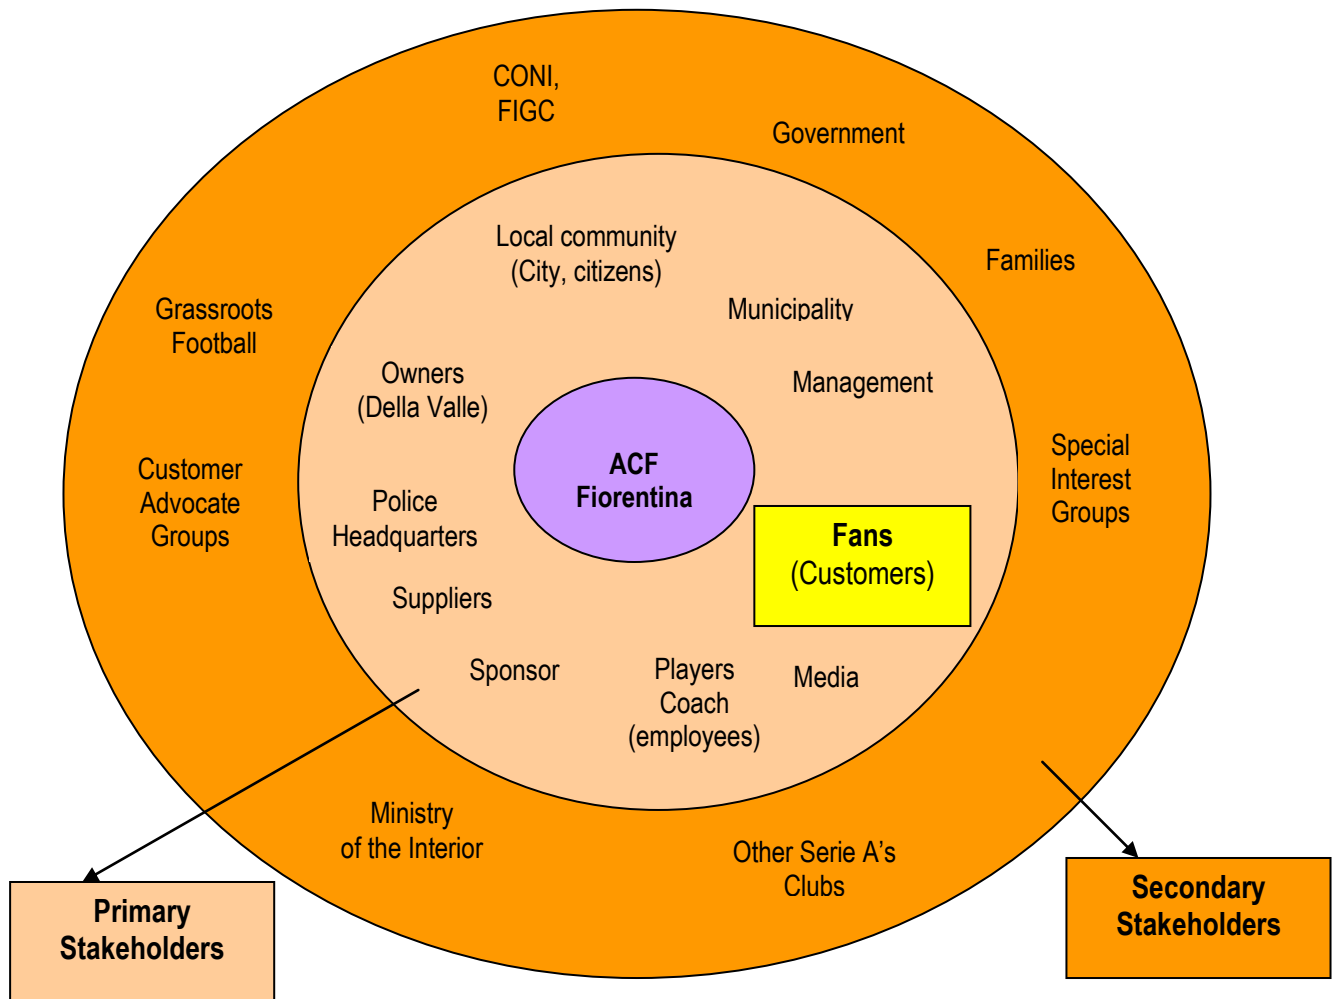 CONI,
FIGC
Government
Local community
(City, citizens)
Families
Grassroots
Football
Municipality
Owners
(Della Valle)
Management
ACF
Fiorentina
Special
Interest
Groups
Customer
Advocate
Groups
Police
Headquarters
Fans
(Customers)
Suppliers
Sponsor
Players
Coach
(employees)
Media
Ministry
of the Interior
Other Serie A's
Clubs
Primary
Stakeholders
Secondary
Stakeholders